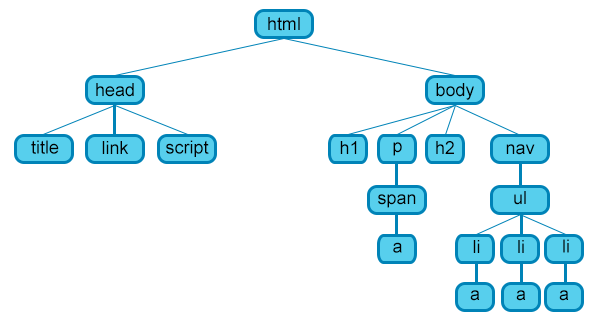 html
head body
title link script h1 p h2 nav
span ul
a li li li
a a a